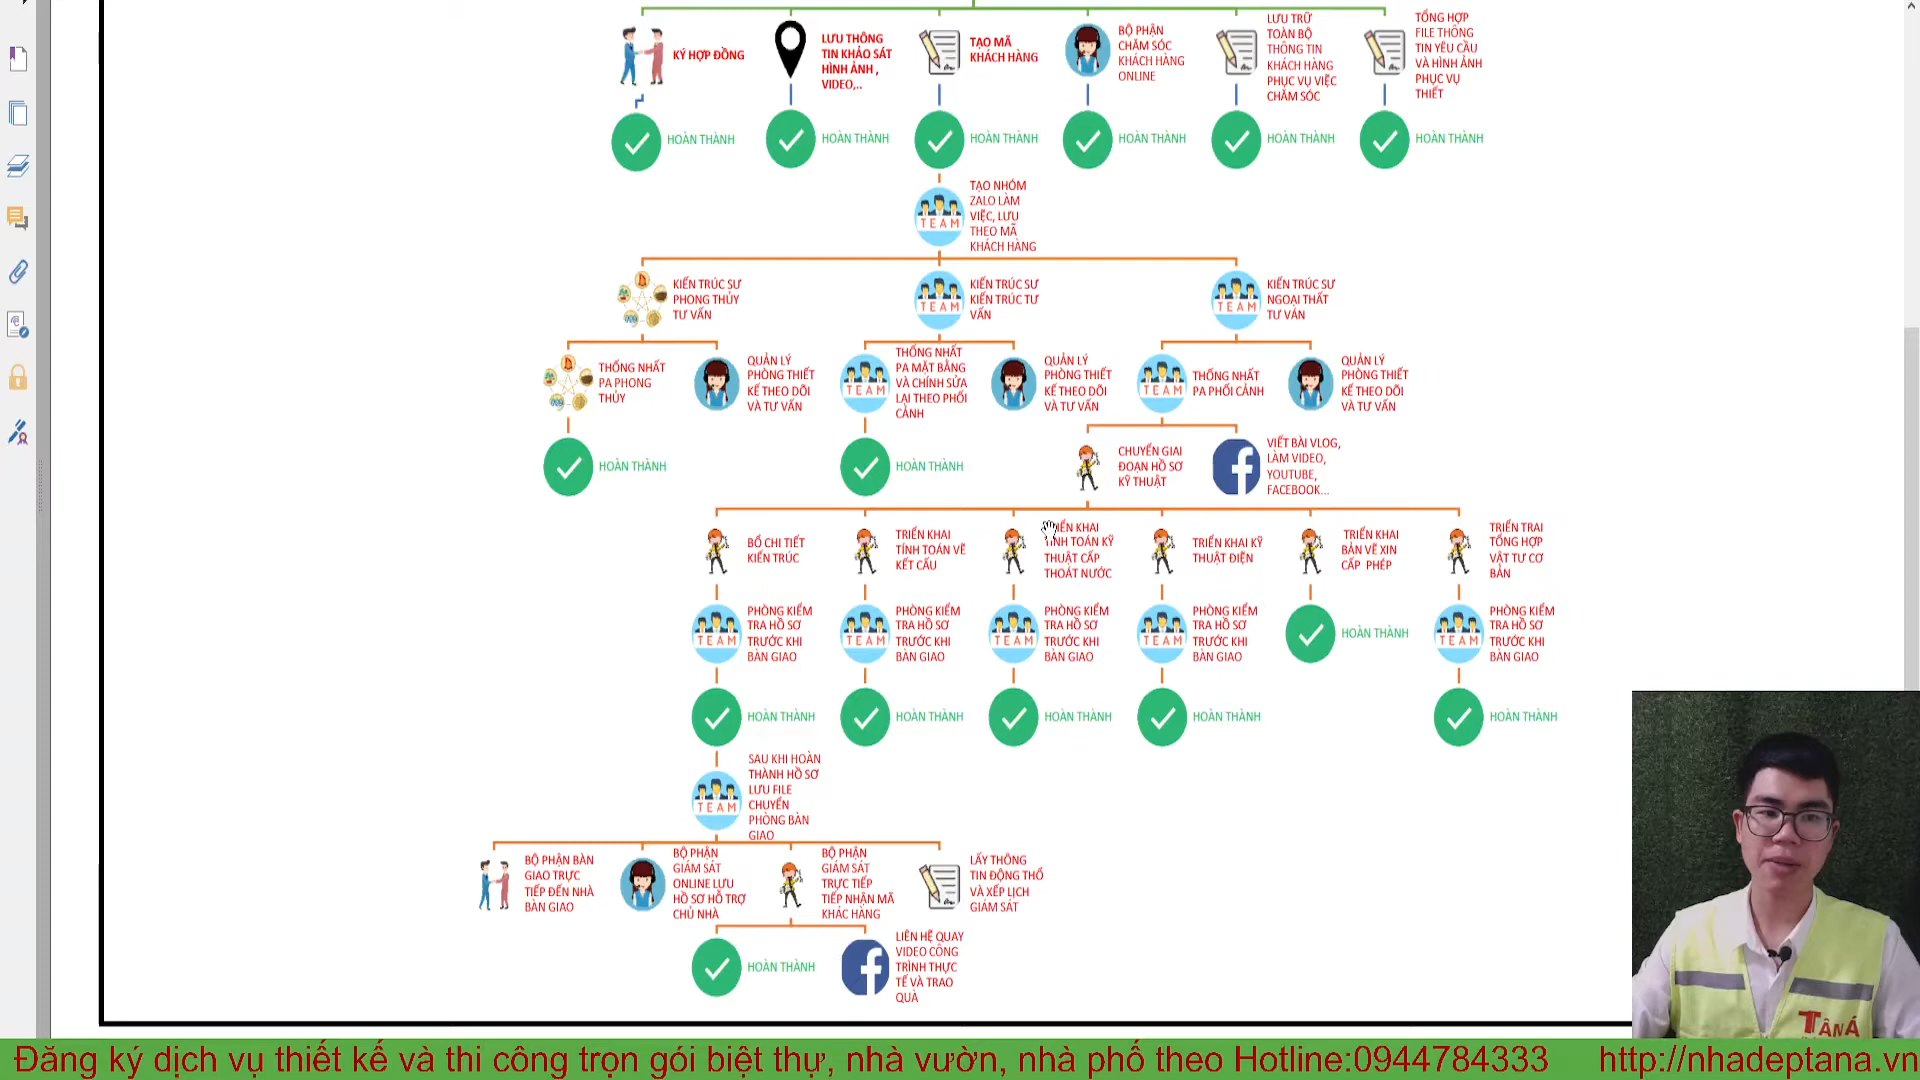 KÝ HỢP ĐỒNG
LƯU THÔNG
TIN KHẢO SÁT
HÌNH ẢNH ,
VIDEO,..
TẠO MÃ
KHÁCH HÀNG
BỘ PHẬN
CHĂM SÓC
KHÁCH HÀNG
ONLINE
LƯU TRỮ
TOÀN BỘ
THÔNG TIN
KHÁCH HÀNG
PHỤC VỤ VIỆC
CHĂM SÓC
TỔNG HỢP
FILE THÔNG
TIN YÊU CẦU
VÀ HÌNH ẢNH
PHỤC VỤ
THIẾT
HOÀN THÀNH
HOÀN THÀNH
HOÀN THÀNH
HOÀN THÀNH
HOÀN THÀNH
HOÀN THÀNH
TEAM
TẠO NHÓM
ZALO LÀM
VIỆC, LƯU
THEO MÃ
KHÁCH HÀNG
KIẾN TRÚC SƯ
PHONG THỦY
TƯ VẤN
TEAM
KIẾN TRÚC SƯ
KIẾN TRÚC TƯ
VẤN
TEAM
KIẾN TRÚC SƯ
NGOẠI THẤT
TƯ VẤN
THỐNG NHẤT
PA PHONG
THỦY
QUẢN LÝ
PHÒNG THIẾT
KẾ THEO DÕI
VÀ TƯ VẤN
TEAM
THỐNG NHẤT
PA MẶT BẰNG
VÀ CHỈNH SỬA
LẠI THEO PHỐI
CẢNH
QUẢN LÝ
PHÒNG THIẾT
KẾ THEO DÕI
VÀ TƯ VẤN
TEAM
THỐNG NHẤT
PA PHỐI CẢNH
QUẢN LÝ
PHÒNG THIẾT
KẾ THEO DÕI
VÀ TƯ VẤN
HOÀN THÀNH
HOÀN THÀNH
CHUYỂN GIAI
ĐOẠN HỒ SƠ
KỸ THUẬT
VIẾT BÀI VLOG,
LÀM VIDEO,
YOUTUBE,
FACEBOOK...
BỔ CHI TIẾT
KIẾN TRÚC
TRIỂN KHAI
TÍNH TOÁN VẼ
KẾT CẤU
KHAI
TOÁN KỸ
THUẬT CẤP
THOÁT NƯỚC
TRIỂN KHAI KỸ
THUẬT ĐIỆN
TRIỂN KHAI
BẢN VẼ XIN
CẤP PHÉP
TRIỂN TRAI
TỔNG HỢP
VẬT TƯ CƠ
BẢN
TEAM
PHÒNG KIỂM
TRA HỒ SƠ
TRƯỚC KHI
BÀN GIAO
TEAM
PHÒNG KIỂM
TRA HỒ SƠ
TRƯỚC KHI
BÀN GIAO
TEAM
PHÒNG KIỂM
TRA HỒ SƠ
TRƯỚC KHI
BÀN GIAO
TEAM
PHÒNG KIỂM
TRA HỒ SƠ
TRƯỚC KHI
BÀN GIAO
HOÀN THÀNH
TEAM
PHÒNG KIỂM
TRA HỒ SƠ
TRƯỚC KHI
BÀN GIAO
HOÀN THÀNH
HOÀN THÀNH
HOÀN THÀNH
HOÀN THÀNH
HOÀN THÀNH
TEAM
SAU KHI HOÀN
THÀNH HỒ SƠ
LƯU FILE
CHUYỂN
PHÒNG BÀN
GIAO
BỘ PHẬN BÀN
GIAO TRỰC
TIẾP ĐẾN NHÀ
BÀN GIAO
BỘ PHẬN
GIÁM SÁT
ONLINE LƯU
HỒ SƠ HỖ TRỢ
CHỦ NHÀ
BỘ PHẬN
GIÁM SÁT
TRỰC TIẾP
TIẾP NHẬN MÃ
KHÁC HÀNG
LẤY THÔNG
TIN ĐỘNG THỔ
VÀ XẾP LỊCH
GIÁM SÁT
HOÀN THÀNH
LIÊN HỆ QUAY
VIDEO CÔNG
TRÌNH THỰC
TẾ VÀ TRAO
QUÀ
TÂN Á
Đăng ký dịch vụ thiết kế và thi công trọn gói biệt thự, nhà vườn, nhà phố theo Hotline:0944784333 http://nhadeptana.vn